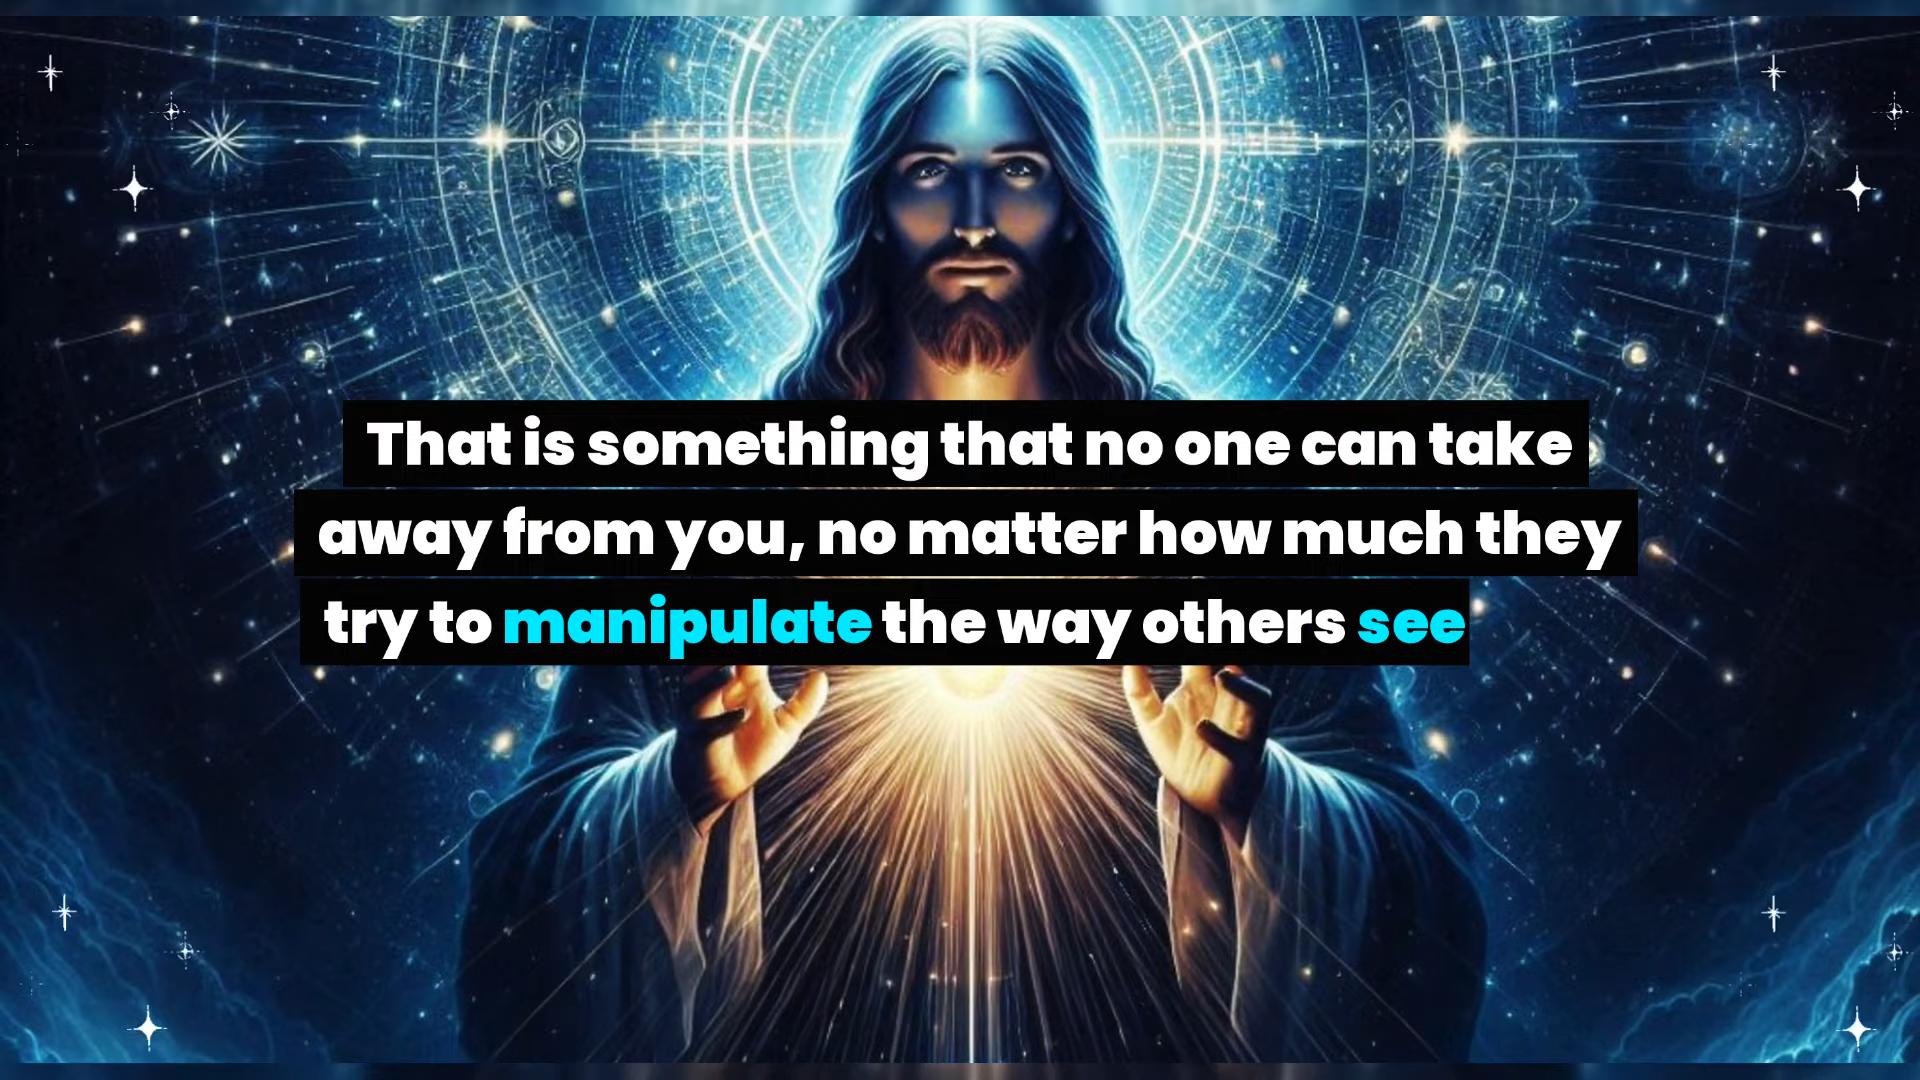 That is something that no one can take
away from you, no matter how much they
try to manipulate the way others see